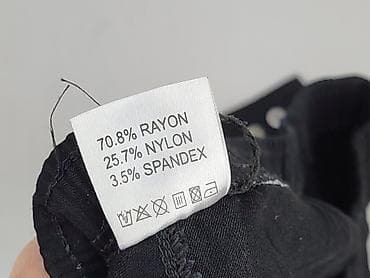 70.8% RAYON
25.7% NYLON
3.5% SPANDEX